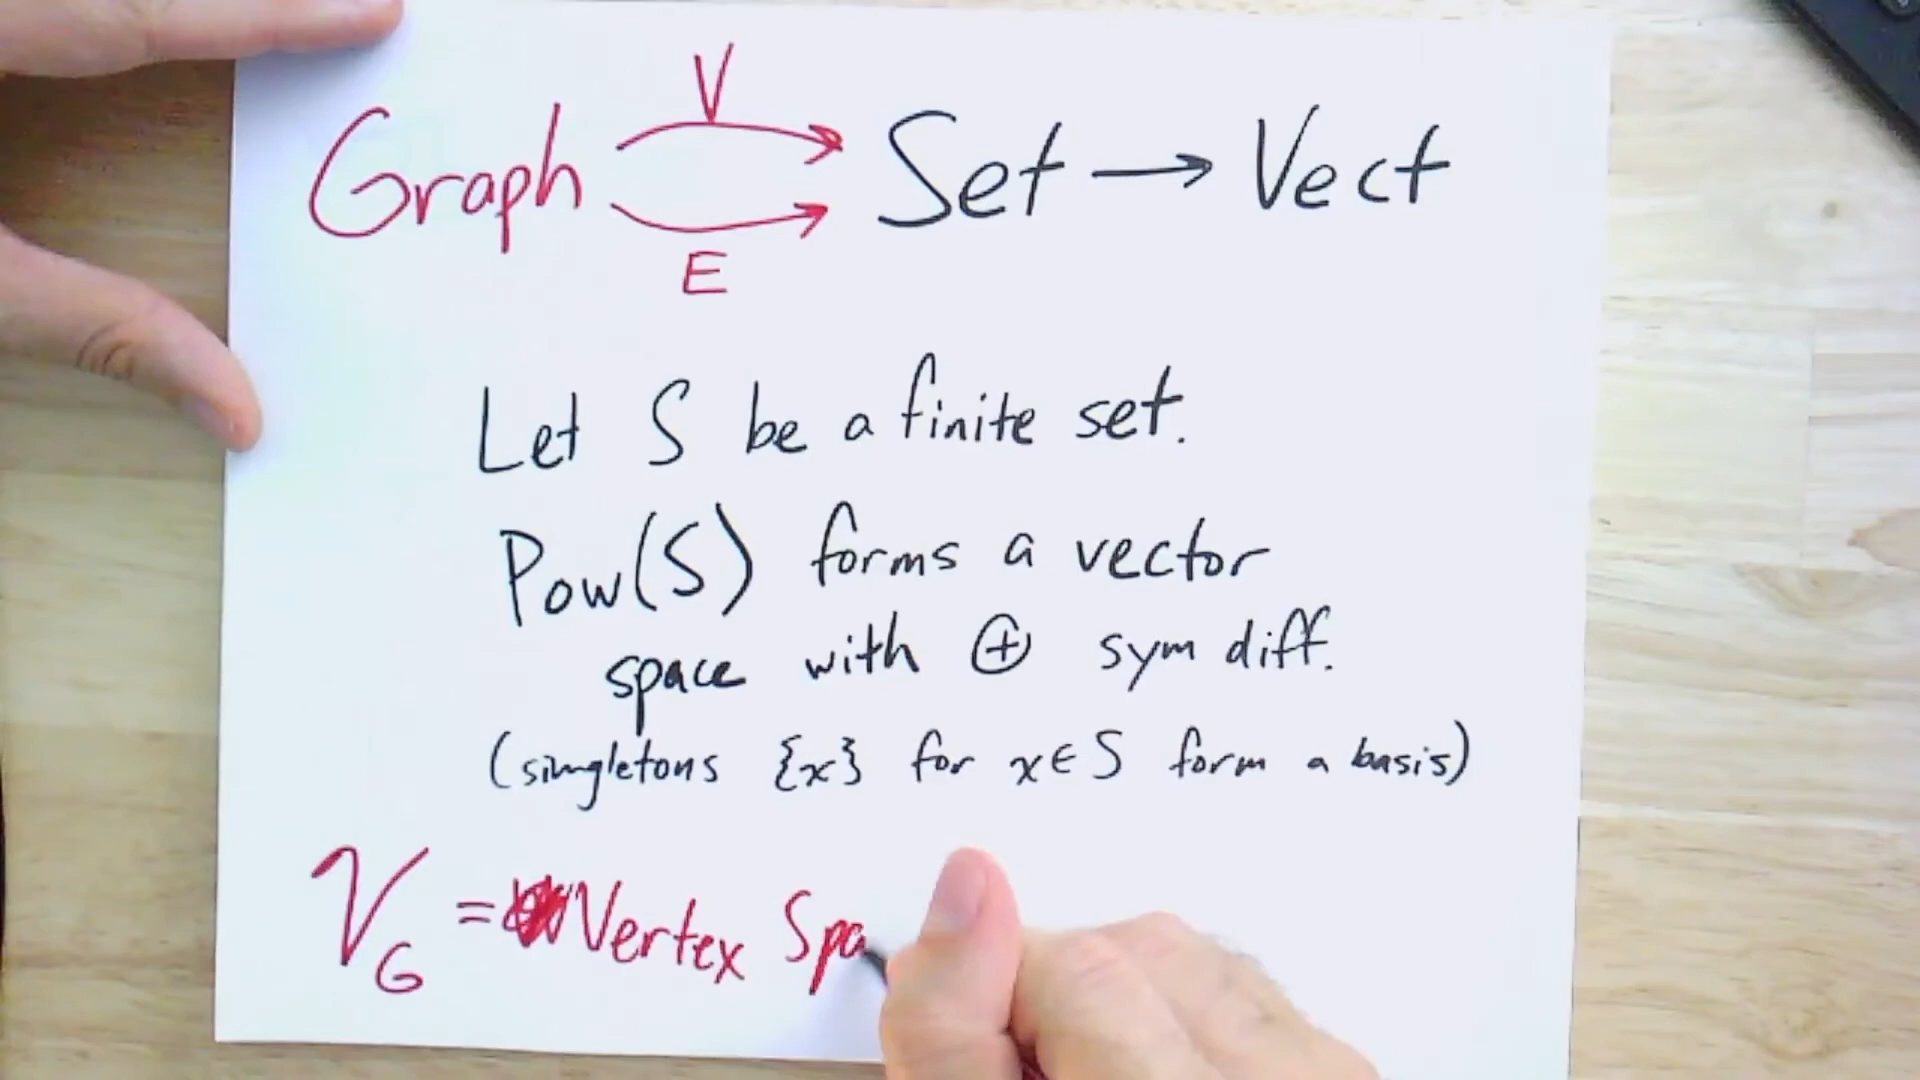 V
Graph Set → Vect
E
Let S be a finite set.
Pow(S) forms a vector
space with ⊕ sym diff.
(singletons {x} for x∈S form a basis)
V_G = Vertex Spa